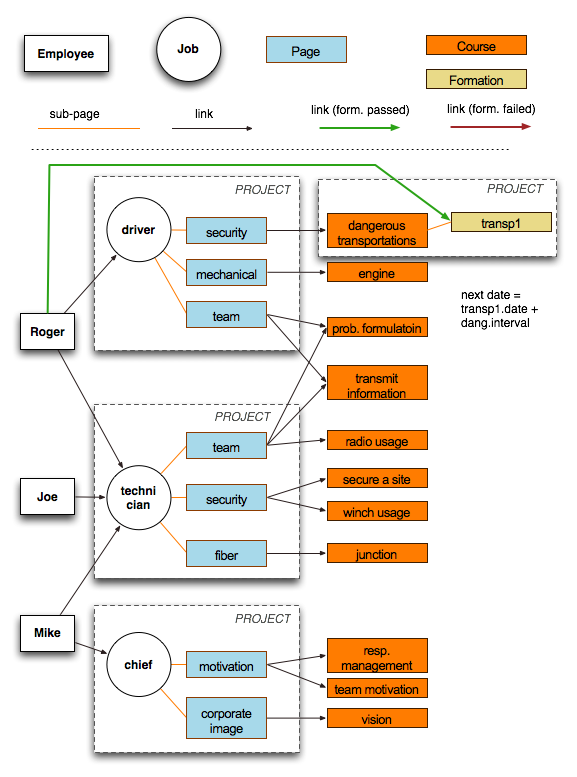 Employee
Job
Page
Course
Formation
sub-page
link
link (form. passed)
link (form. failed)
PROJECT
PROJECT
driver
security
dangerous
transportations
transp1
mechanical
engine
next date =
transp1.date +
dang.interval
team
prob. formulatoin
Roger
transmit
information
PROJECT
team
radio usage
techni
cian
security
secure a site
Joe
winch usage
fiber
junction
PROJECT
Mike
chief
motivation
resp.
management
team motivation
corporate
image
vision